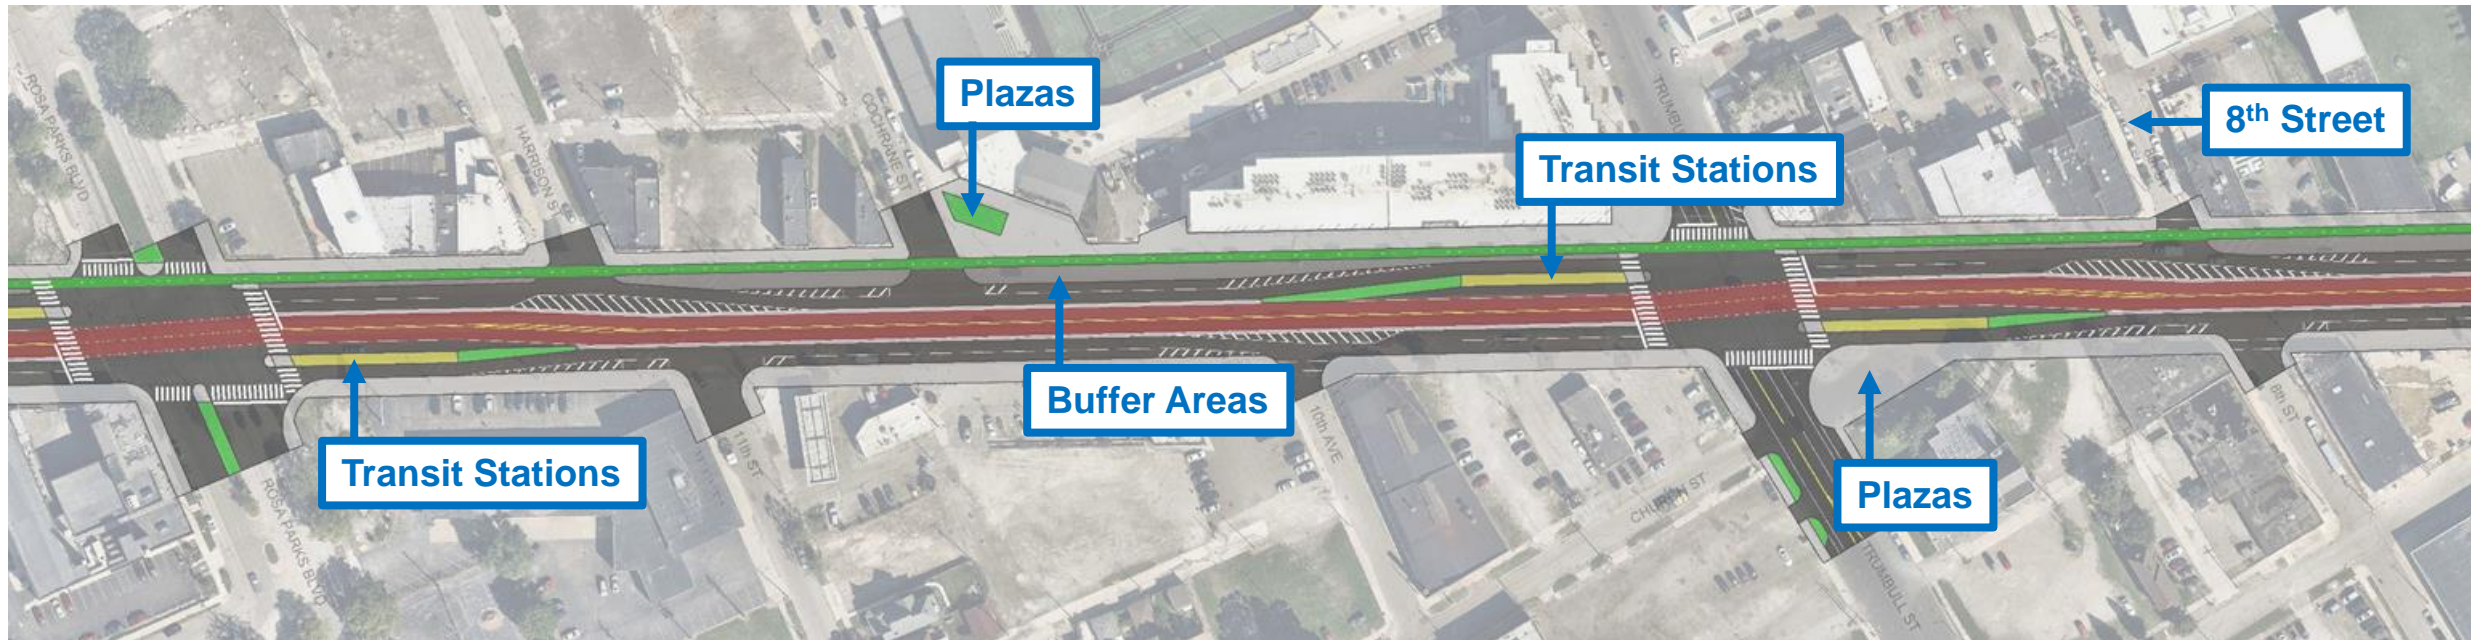 Plazas
8th Street
Transit Stations
ROSA PARKS BLVD
HARRISON ST
COCHRANE ST
TRUMBULL
Buffer Areas
Transit Stations
Plazas
ROSA PARKS BLVD
11th ST
10th AVE
CHURCH ST
TRUMBULL ST
8th ST